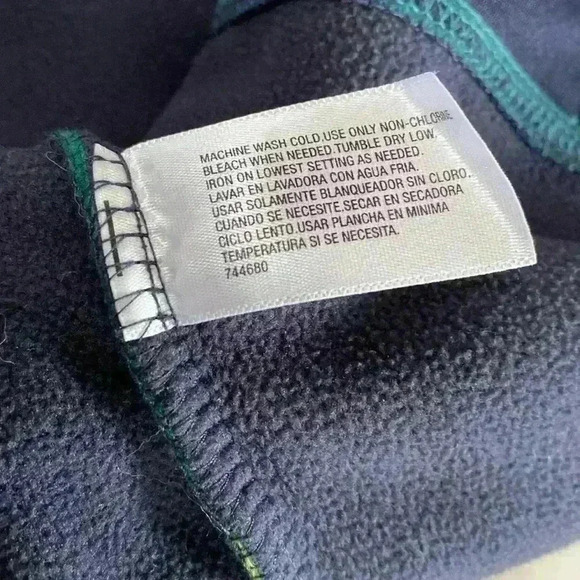 MACHINE WASH COLD.USE ONLY NON-CHLORINE
BLEACH WHEN NEEDED.TUMBLE DRY LOW.
IRON ON LOWEST SETTING AS NEEDED.
LAVAR EN LAVADORA CON AGUA FRIA.
USAR SOLAMENTE BLANQUEADOR SIN CLORO.
CUANDO SE NECESITE.SECAR EN SECADORA
CICLO LENTO.USAR PLANCHA EN MINIMA
TEMPERATURA SI SE NECESITA.
744680